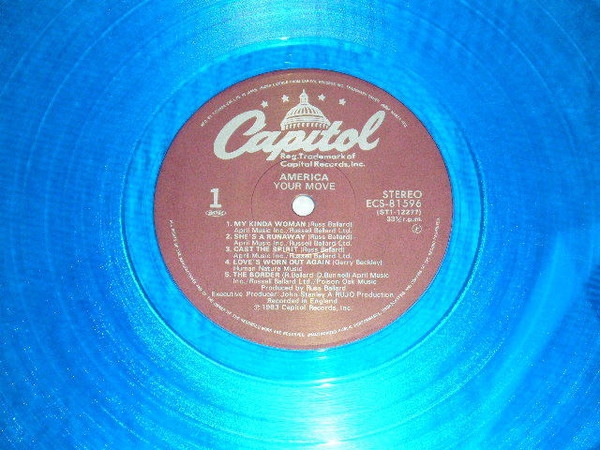 Capitol
Reg. Trademark of
Capitol Records, Inc.
AMERICA
YOUR MOVE
1
STEREO
ECS-81596
(ST1-12277)
33⅓ r.p.m.
1. MY KINDA WOMAN (Russ Ballard)
April Music Inc./Russell Ballard Ltd.
2. SHE'S A RUNAWAY (Russ Ballard)
April Music Inc./Russell Ballard Ltd.
3. CAST THE SPIRIT (Russ Ballard)
April Music Inc./Russell Ballard Ltd.
4. LOVE'S WORN OUT AGAIN (Gerry Beckley)
Human Nature Music
5. THE BORDER (R.Ballard-D.Bunnell) April Music
Inc./Russell Ballard Ltd./Poison Oak Music
Produced by Russ Ballard
Executive Producer: John Stanley A RUJO Production
Recorded in England
℗ 1983 Capitol Records, Inc.